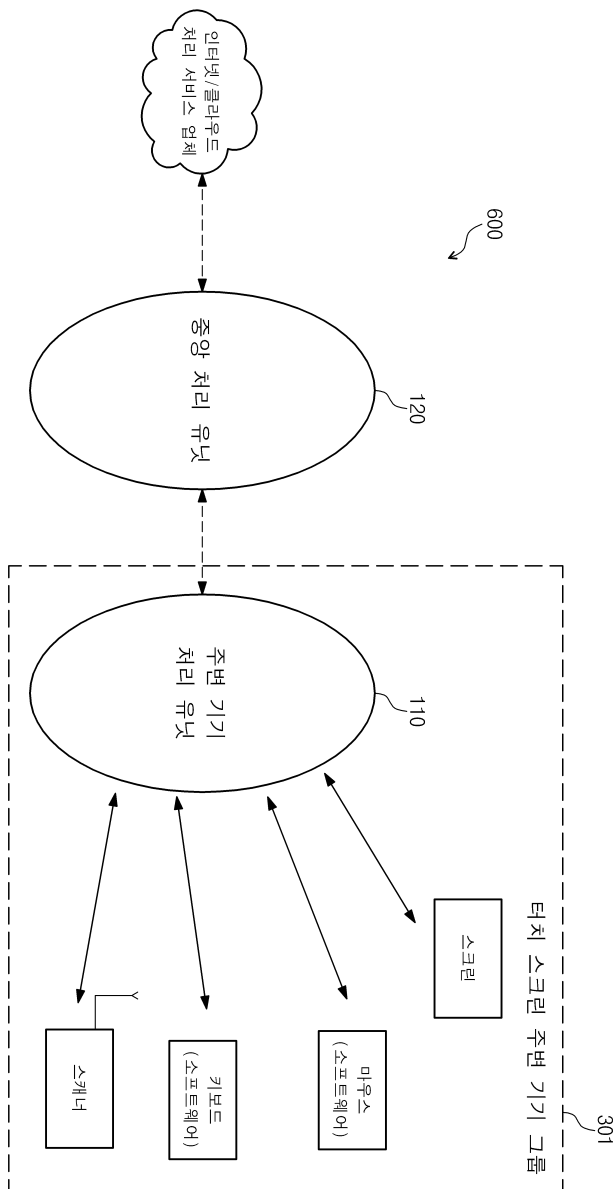 600
인터넷/클라우드
처리 서비스 업체
120
중앙 처리 유닛
110
주변 기기
처리 유닛
301
터치 스크린 주변 기기 그룹
스크린
마우스
(소프트웨어)
키보드
(소프트웨어)
스캐너